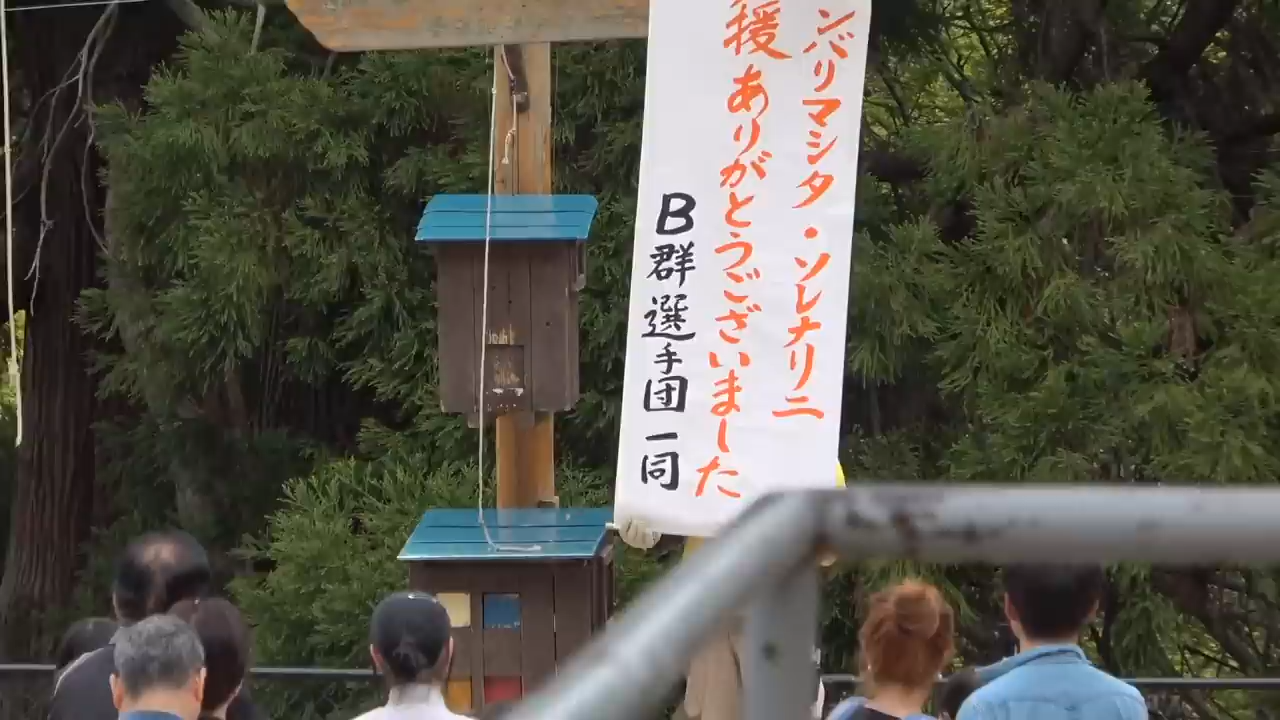 ンバリマシタ・ソレナリニ
援ありがとうございました
B群選手団一同